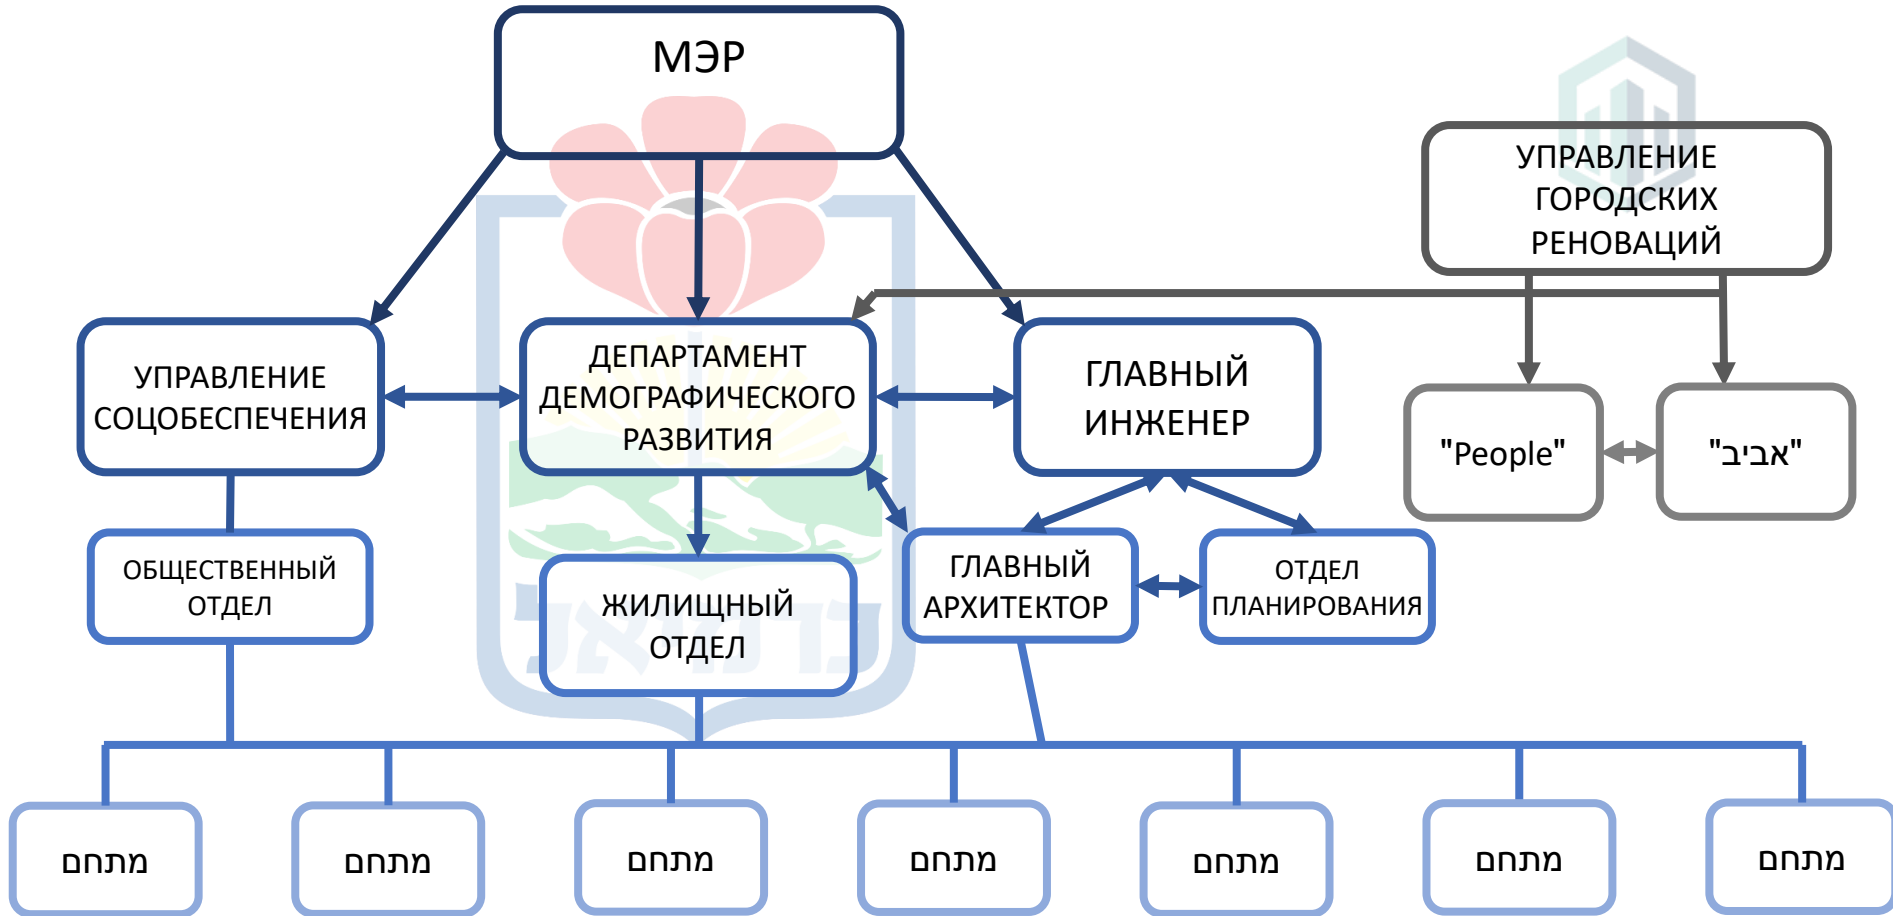 МЭР
УПРАВЛЕНИЕ
ГОРОДСКИХ
РЕНОВАЦИЙ
УПРАВЛЕНИЕ
СОЦОБЕСПЕЧЕНИЯ
ДЕПАРТАМЕНТ
ДЕМОГРАФИЧЕСКОГО
РАЗВИТИЯ
ГЛАВНЫЙ
ИНЖЕНЕР
"People"
"אביב"
ОБЩЕСТВЕННЫЙ
ОТДЕЛ
ЖИЛИЩНЫЙ
ОТДЕЛ
ГЛАВНЫЙ
АРХИТЕКТОР
ОТДЕЛ
ПЛАНИРОВАНИЯ
כרמיאל
מתחם
מתחם
מתחם
מתחם
מתחם
מתחם
מתחם